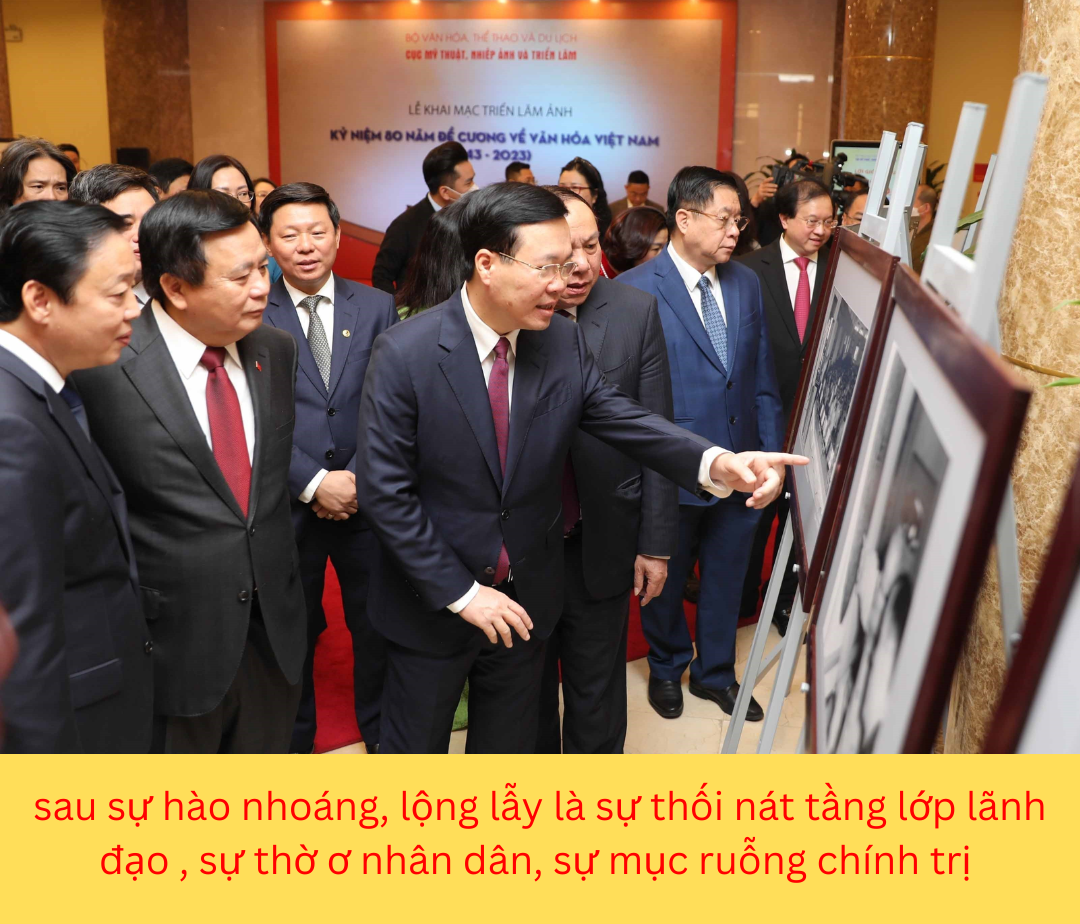 BỘ VĂN HÓA, THỂ THAO VÀ DU LỊCH
CỤC MỸ THUẬT, NHIẾP ẢNH VÀ TRIỂN LÃM
LỄ KHAI MẠC TRIỂN LÃM ẢNH
KỶ NIỆM 80 NĂM ĐỀ CƯƠNG VỀ VĂN HÓA VIỆT NAM
43 - 2023)
sau sự hào nhoáng, lộng lẫy là sự thối nát tầng lớp lãnh
đạo , sự thờ ơ nhân dân, sự mục ruỗng chính trị